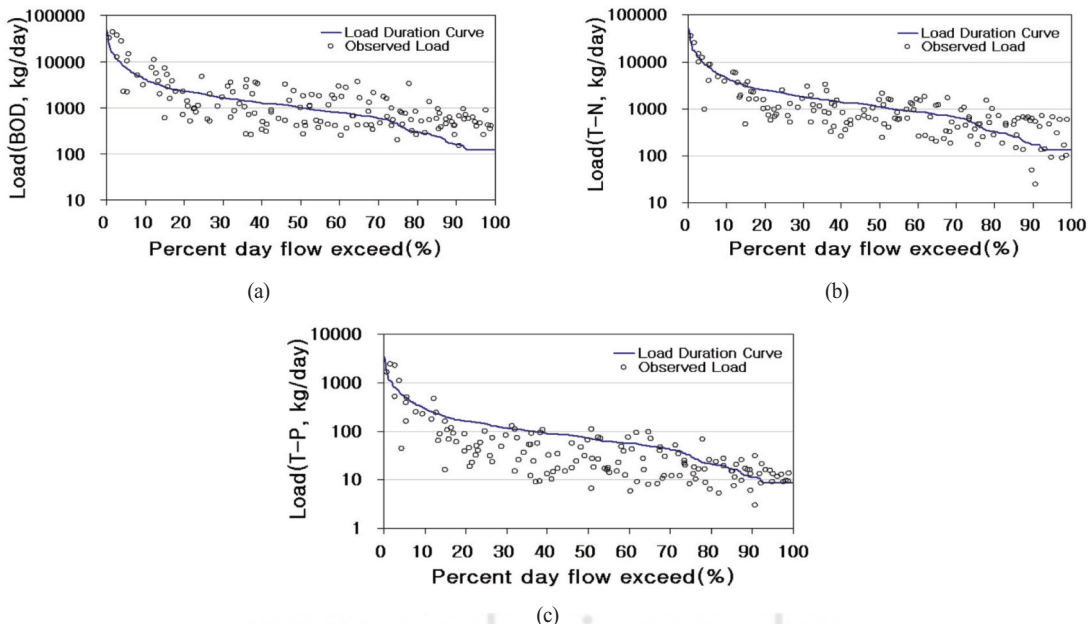 100000
10000
1000
100
10
Load(BOD, kg/day)
Load Duration Curve
Observed Load
0 10 20 30 40 50 60 70 80 90 100
Percent day flow exceed(%)
(a)
100000
10000
1000
100
10
Load(T-N, kg/day)
Load Duration Curve
Observed Load
0 10 20 30 40 50 60 70 80 90 100
Percent day flow exceed(%)
(b)
10000
1000
100
10
1
Load(T-P, kg/day)
Load Duration Curve
Observed Load
0 10 20 30 40 50 60 70 80 90 100
Percent day flow exceed(%)
(c)